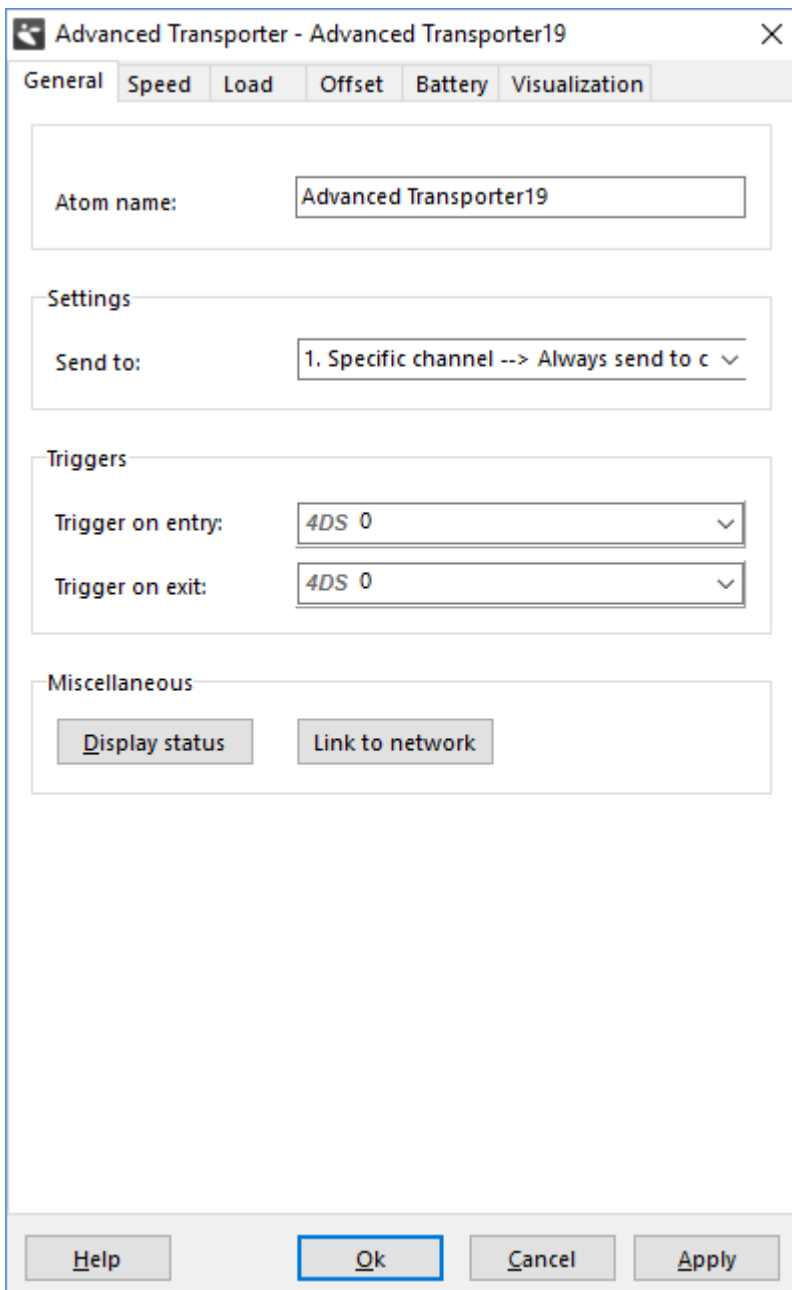 Advanced Transporter - Advanced Transporter19
General Speed Load Offset Battery Visualization
Atom name: Advanced Transporter19
Settings
Send to: 1. Specific channel --> Always send to c
Triggers
Trigger on entry: 4DS 0
Trigger on exit: 4DS 0
Miscellaneous
Display status Link to network
Help Ok Cancel Apply